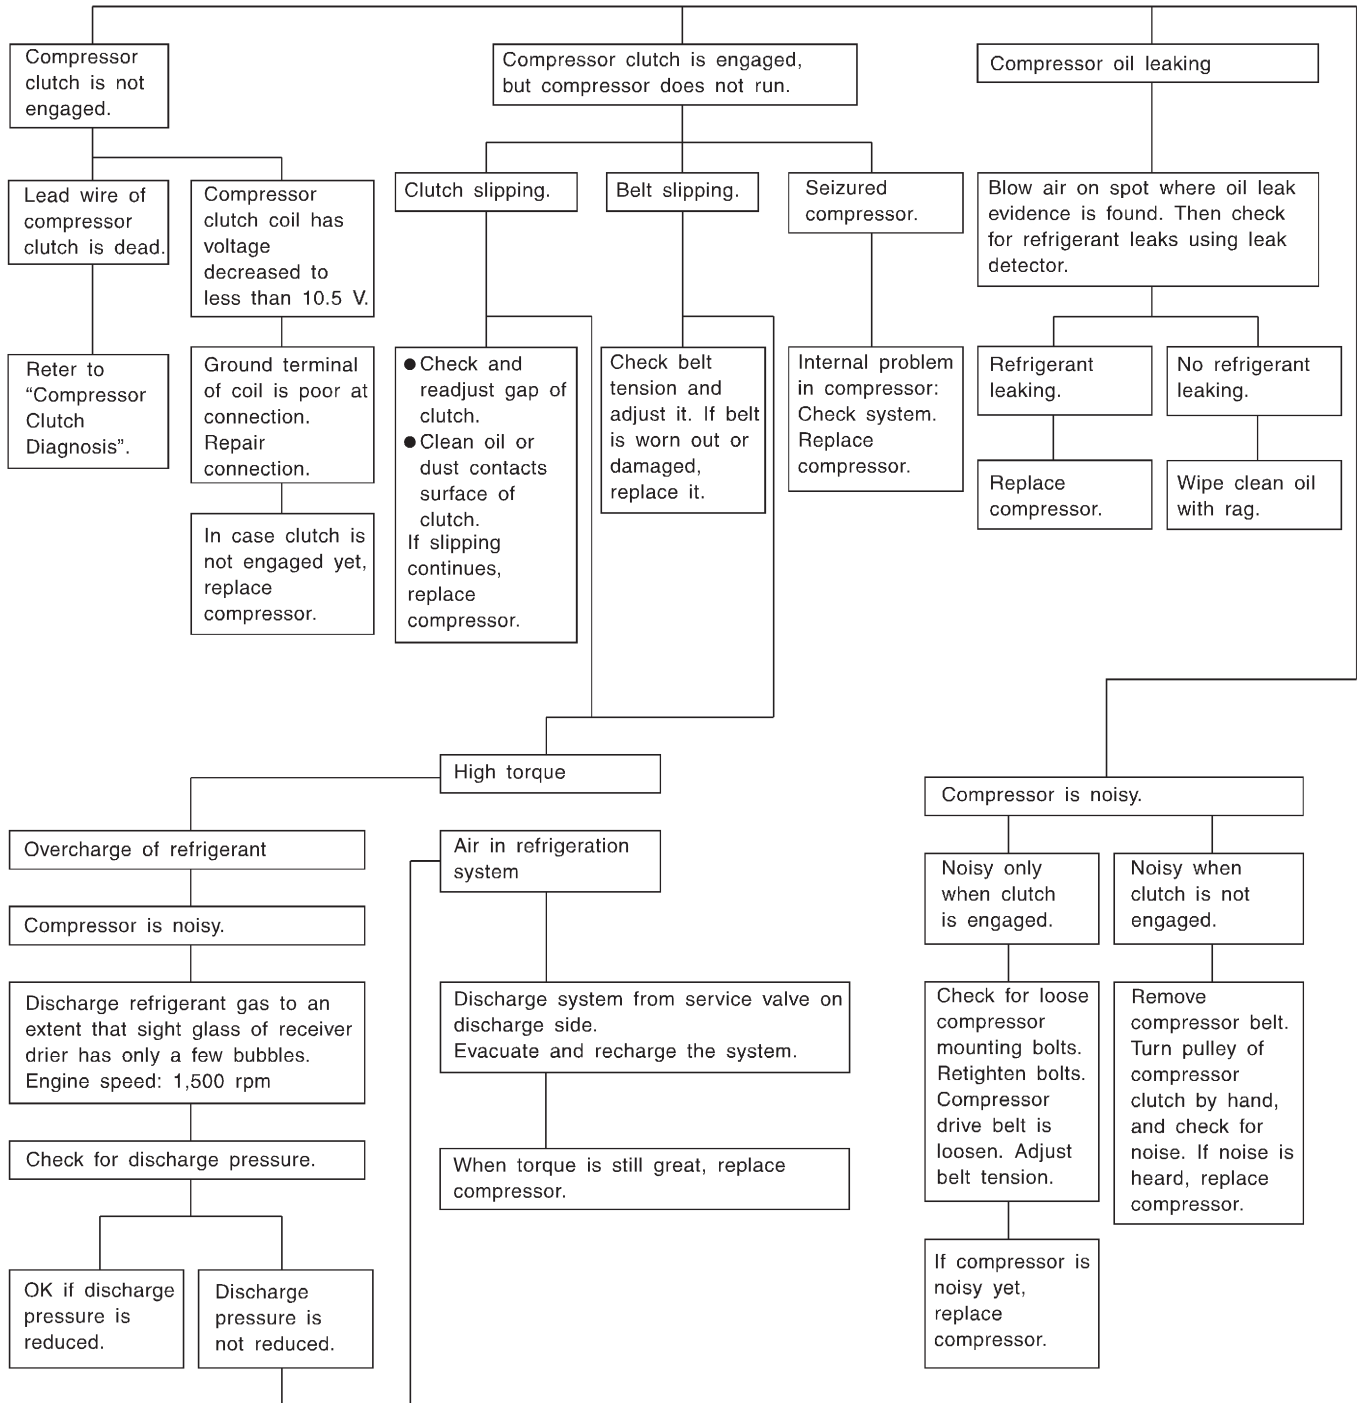 Compressor
clutch is not
engaged.
Compressor clutch is engaged,
but compressor does not run.
Compressor oil leaking
Lead wire of
compressor
clutch is dead.
Compressor
clutch coil has
voltage
decreased to
less than 10.5 V.
Clutch slipping.
Belt slipping.
Seizured
compressor.
Blow air on spot where oil leak
evidence is found. Then check
for refrigerant leaks using leak
detector.
Reter to
“Compressor
Clutch
Diagnosis”.
Ground terminal
of coil is poor at
connection.
Repair
connection.
● Check and
readjust gap of
clutch.
● Clean oil or
dust contacts
surface of
clutch.
If slipping
continues,
replace
compressor.
Check belt
tension and
adjust it. If belt
is worn out or
damaged,
replace it.
Internal problem
in compressor:
Check system.
Replace
compressor.
Refrigerant
leaking.
No refrigerant
leaking.
Replace
compressor.
Wipe clean oil
with rag.
In case clutch is
not engaged yet,
replace
compressor.
High torque
Compressor is noisy.
Overcharge of refrigerant
Air in refrigeration
system
Noisy only
when clutch
is engaged.
Noisy when
clutch is not
engaged.
Compressor is noisy.
Discharge refrigerant gas to an
extent that sight glass of receiver
drier has only a few bubbles.
Engine speed: 1,500 rpm
Discharge system from service valve on
discharge side.
Evacuate and recharge the system.
Check for loose
compressor
mounting bolts.
Retighten bolts.
Compressor
drive belt is
loosen. Adjust
belt tension.
Remove
compressor belt.
Turn pulley of
compressor
clutch by hand,
and check for
noise. If noise is
heard, replace
compressor.
Check for discharge pressure.
When torque is still great, replace
compressor.
OK if discharge
pressure is
reduced.
Discharge
pressure is
not reduced.
If compressor is
noisy yet,
replace
compressor.